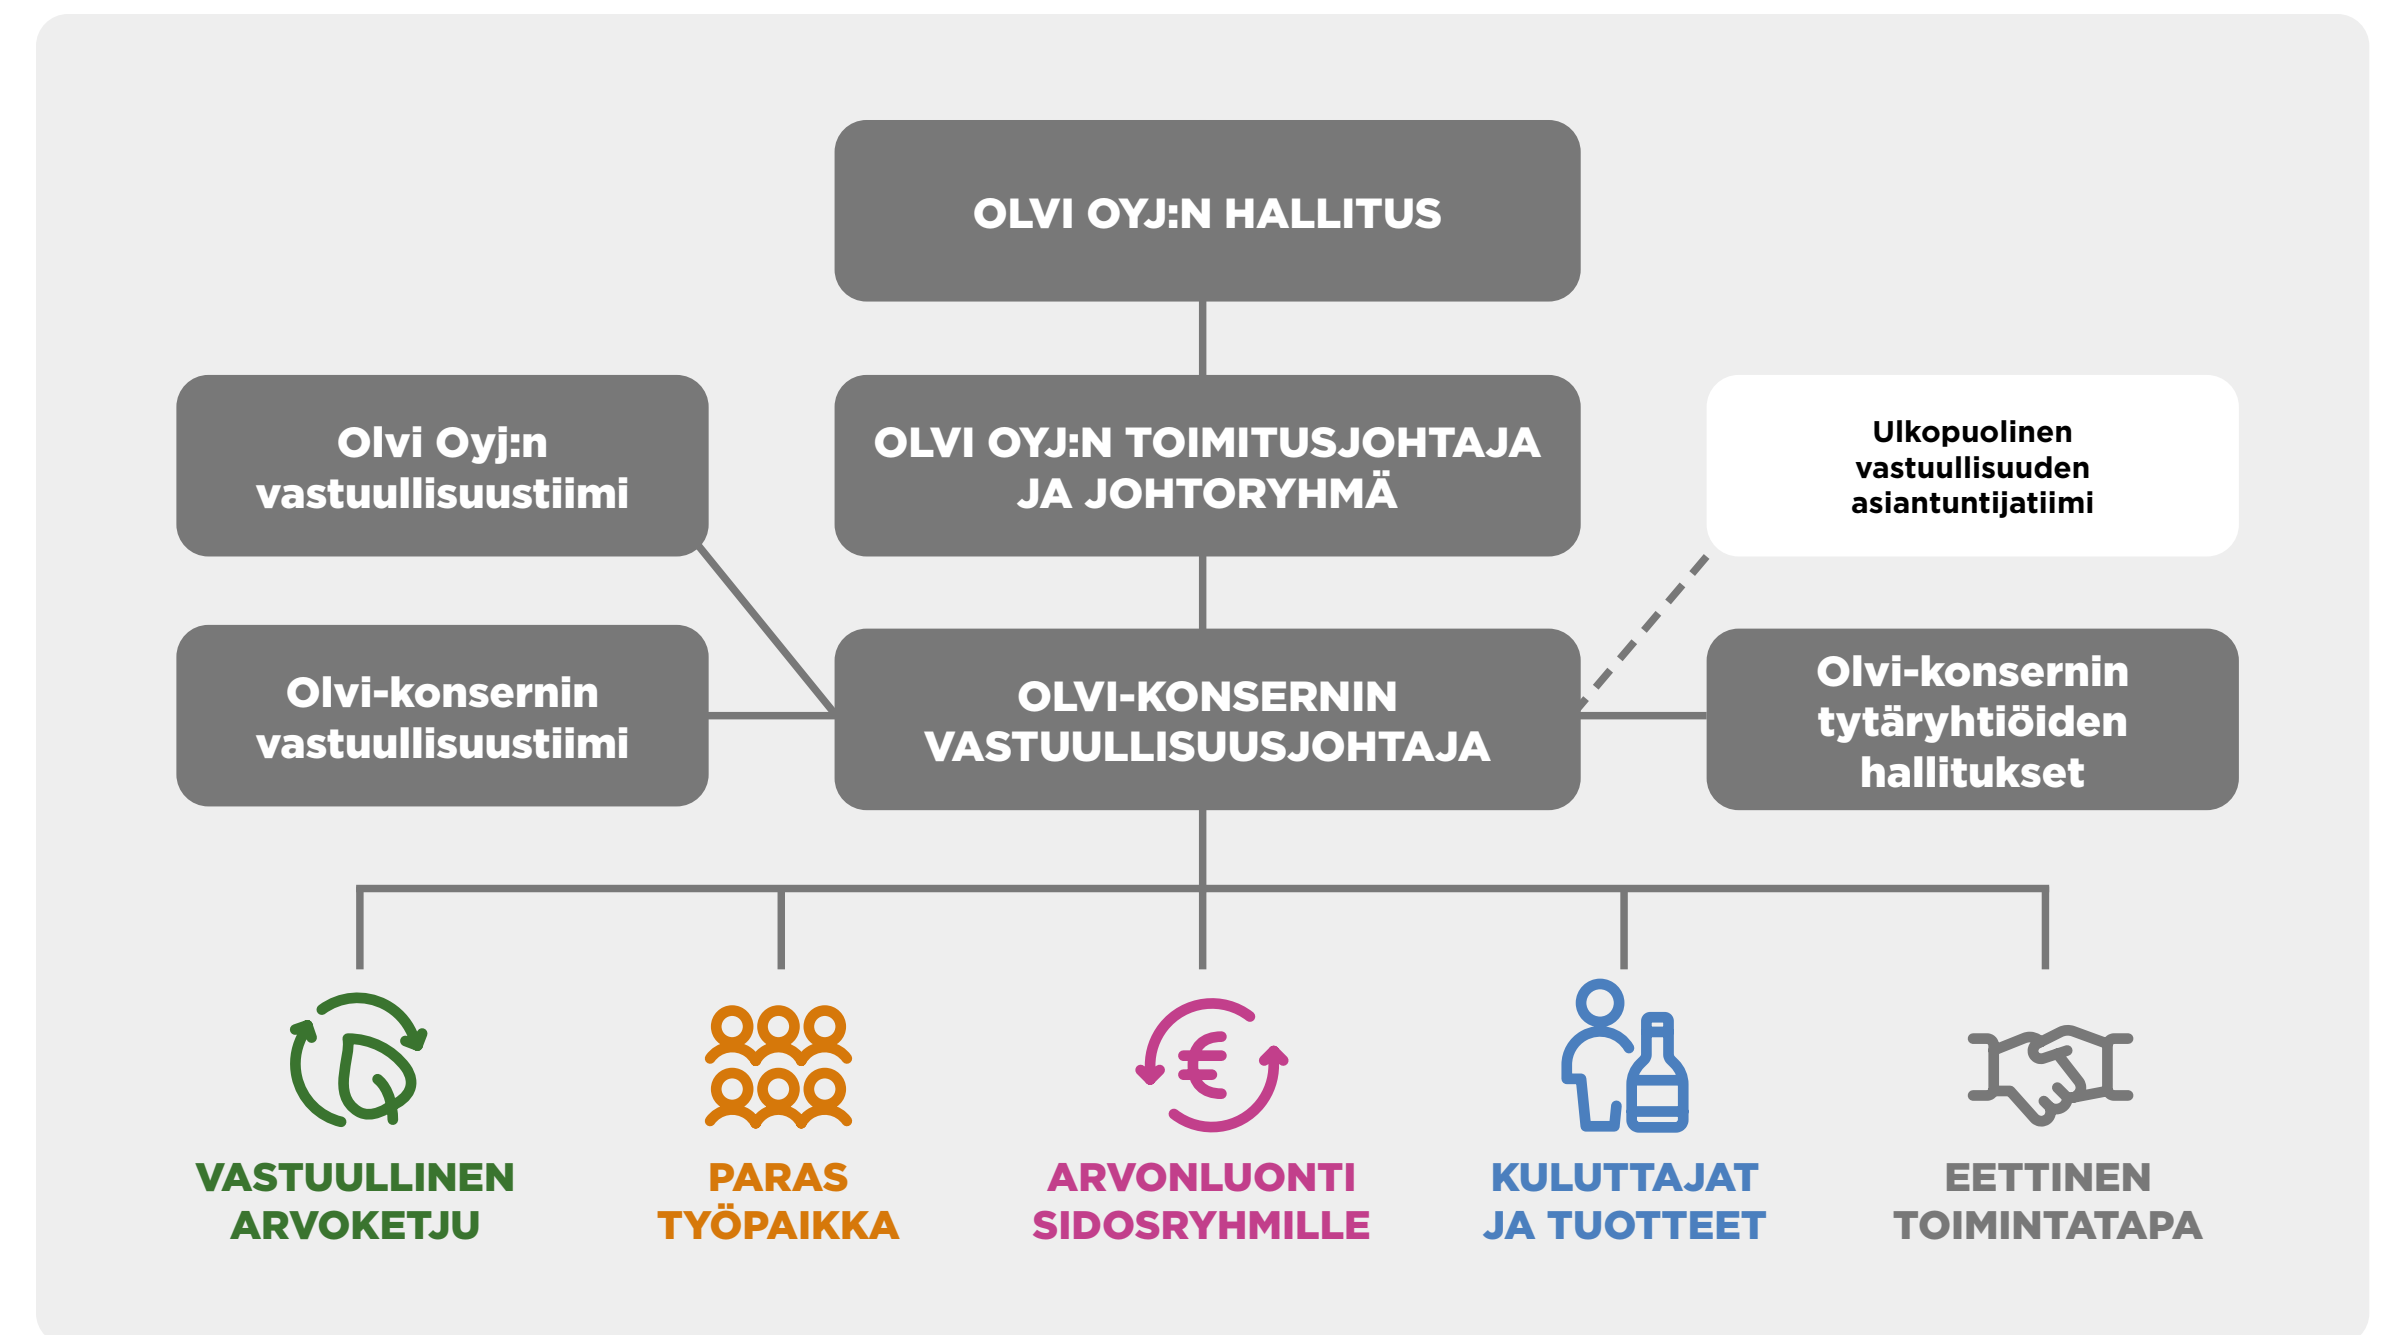 OLVI OYJ:N HALLITUS
Olvi Oyj:n
vastuullisuustiimi
OLVI OYJ:N TOIMITUSJOHTAJA
JA JOHTORYHMÄ
Ulkopuolinen
vastuullisuuden
asiantuntijatiimi
Olvi-konsernin
vastuullisuustiimi
OLVI-KONSERNIN
VASTUULLISUUSJOHTAJA
Olvi-konsernin
tytäryhtiöiden
hallitukset
VASTUULLINEN
ARVOKETJU
PARAS
TYÖPAIKKA
ARVONLUONTI
SIDOSRYHMILLE
KULUTTAJAT
JA TUOTTEET
EETTINEN
TOIMINTATAPA